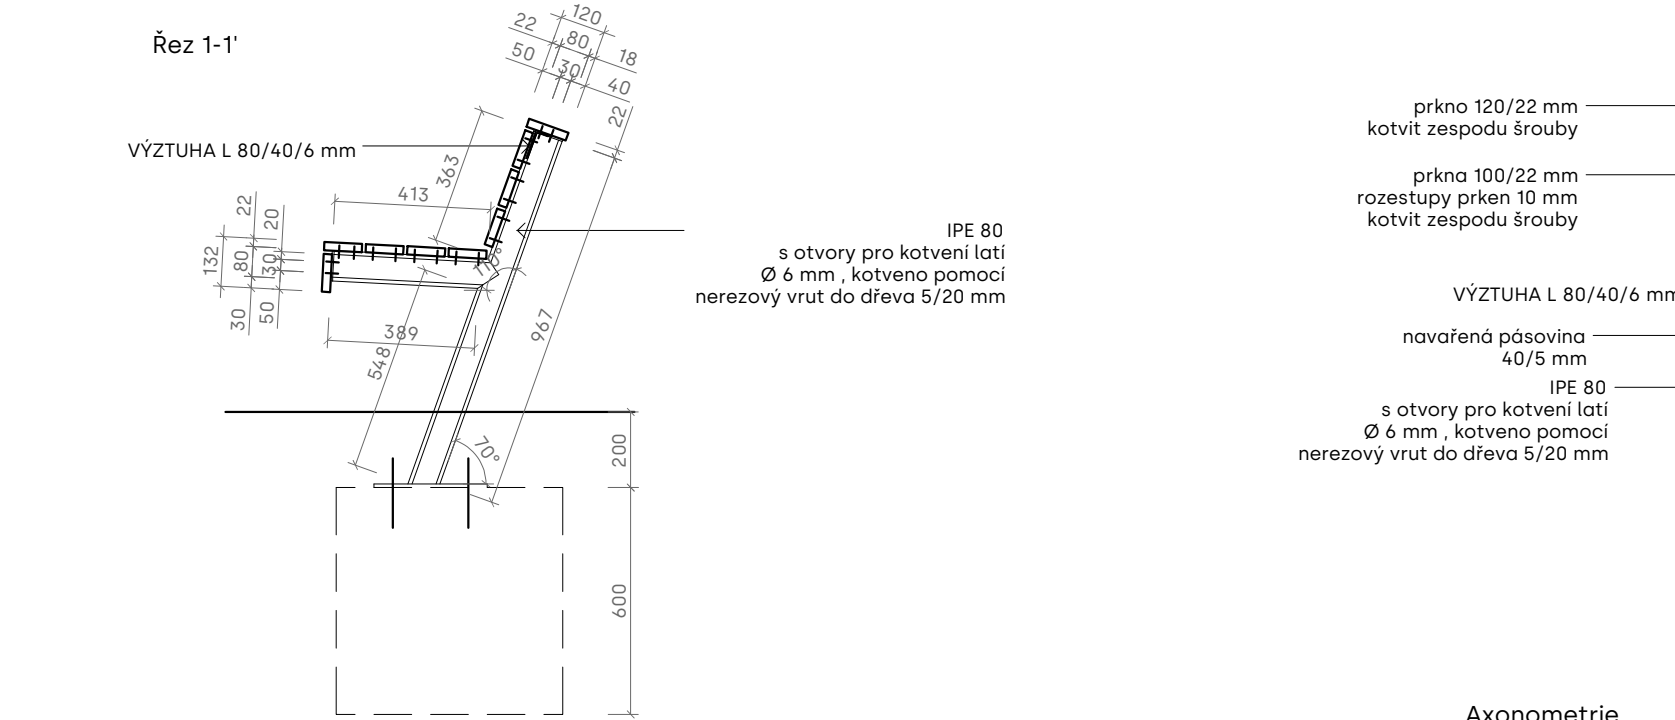 Řez 1-1'
120
22
80
50
18
30
40
22
VÝZTUHA L 80/40/6 mm
363
413
22
20
132
80
30
30
50
110°
IPE 80
s otvory pro kotvení latí
Ø 6 mm , kotveno pomocí
nerezový vrut do dřeva 5/20 mm
389
548
967
70°
200
600
prkno 120/22 mm
kotvit zespodu šrouby
prkna 100/22 mm
rozestupy prken 10 mm
kotvit zespodu šrouby
VÝZTUHA L 80/40/6 mm
navařená pásovina
40/5 mm
IPE 80
s otvory pro kotvení latí
Ø 6 mm , kotveno pomocí
nerezový vrut do dřeva 5/20 mm
Axonometrie